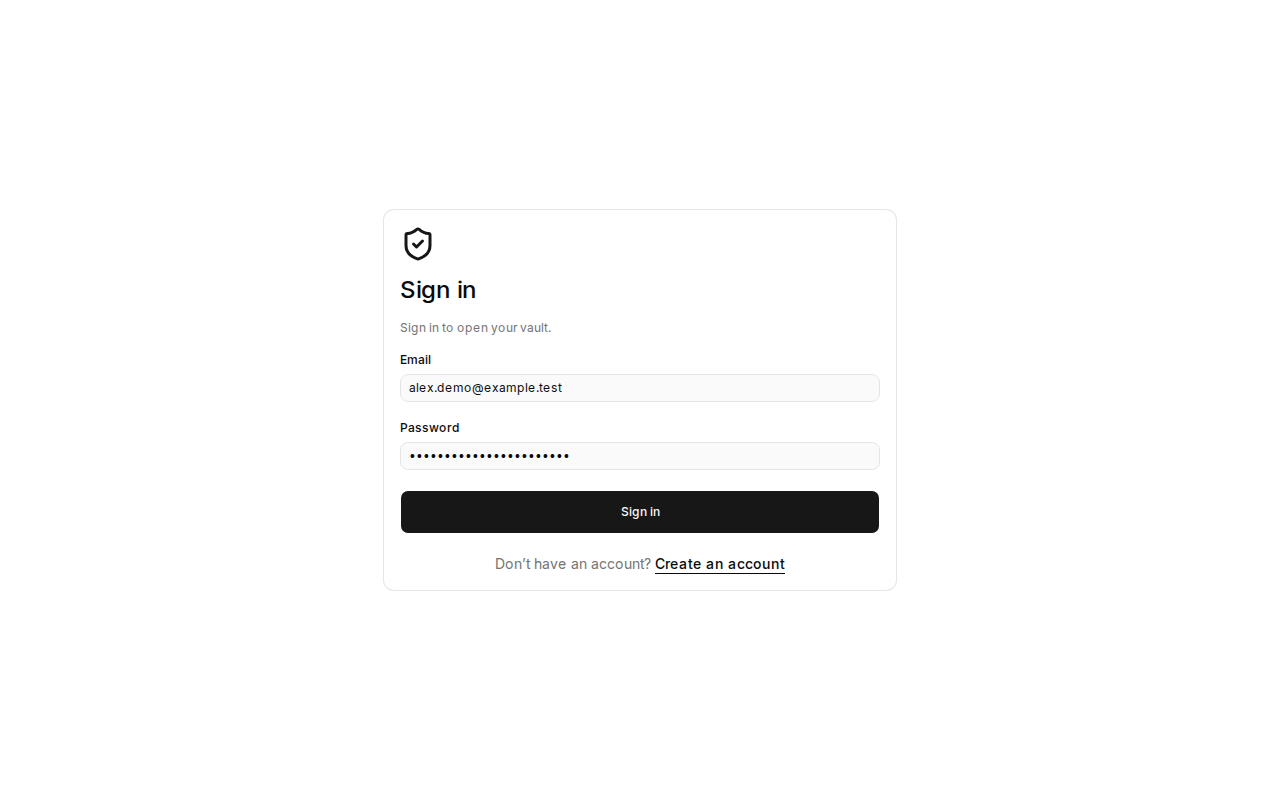 Sign in
Sign in to open your vault.
Email
alex.demo@example.test
Password
•••••••••••••••••••••••
Sign in
Don’t have an account? Create an account